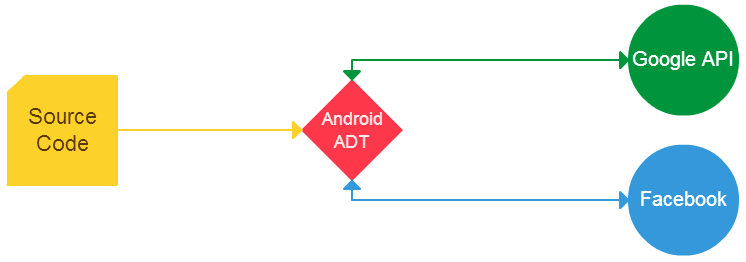 Source
Code
Android
ADT
Google API
Facebook